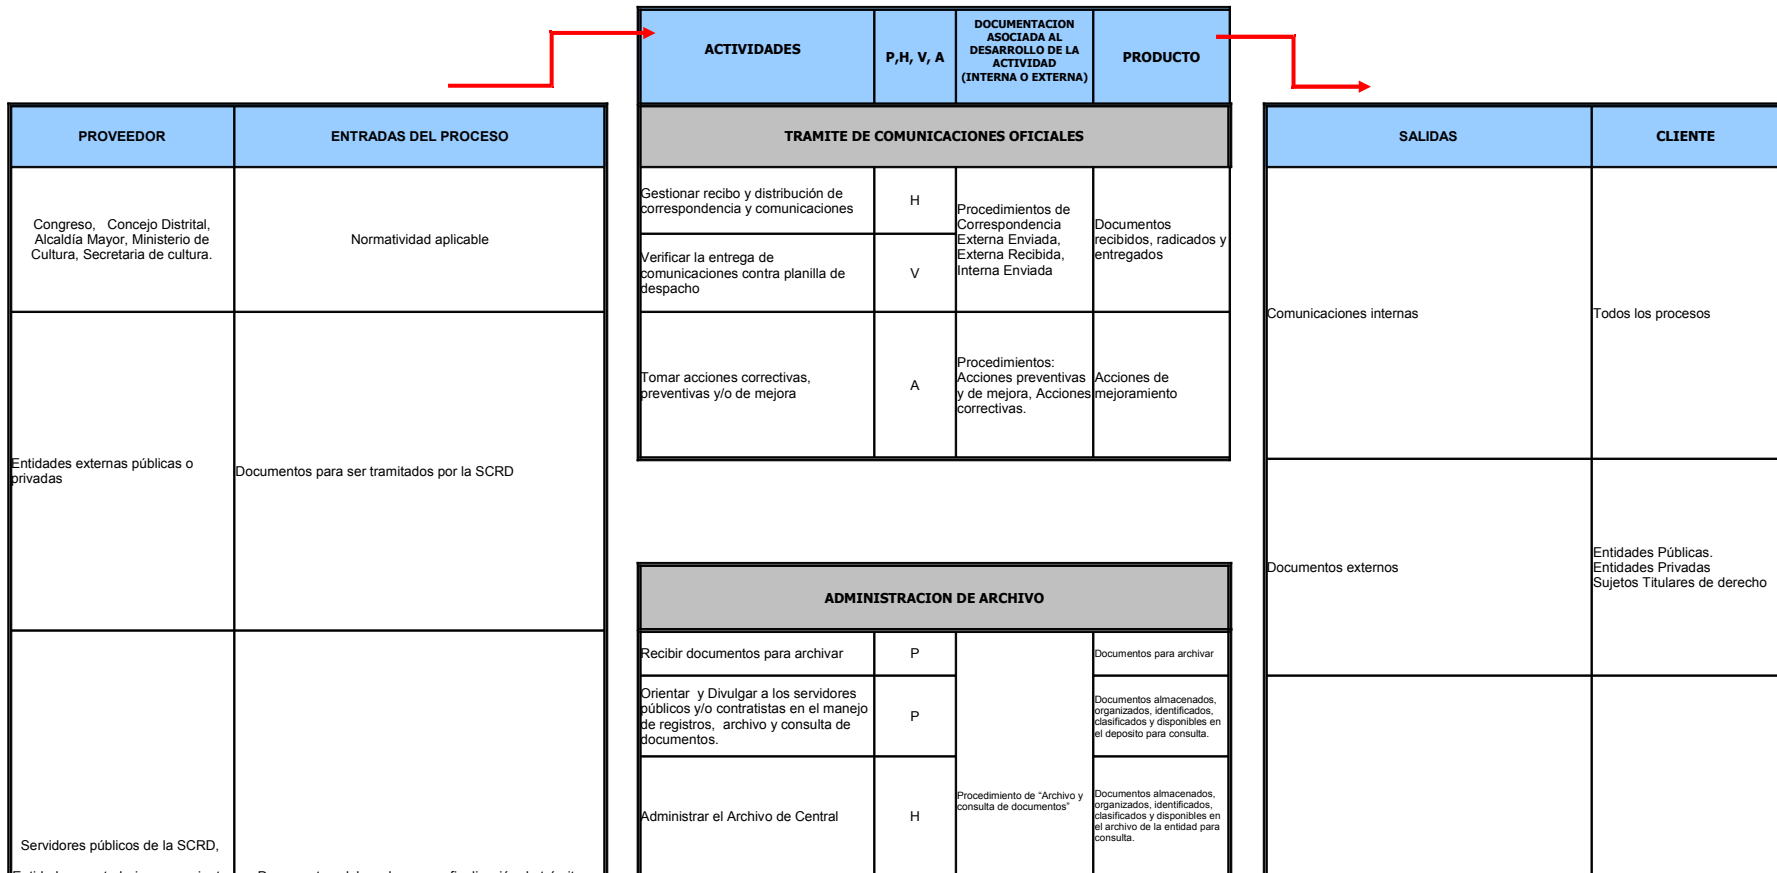 ACTIVIDADES
P,H, V, A
DOCUMENTACION
ASOCIADA AL
DESARROLLO DE LA
ACTIVIDAD
(INTERNA O EXTERNA)
PRODUCTO
PROVEEDOR
ENTRADAS DEL PROCESO
Congreso, Concejo Distrital,
Alcaldía Mayor, Ministerio de
Cultura, Secretaria de cultura.
Normatividad aplicable
Entidades externas públicas o
privadas
Documentos para ser tramitados por la SCRD
Servidores públicos de la SCRD,
TRAMITE DE COMUNICACIONES OFICIALES
Gestionar recibo y distribución de
correspondencia y comunicaciones
H
Procedimientos de
Correspondencia
Externa Enviada,
Externa Recibida,
Interna Enviada
Documentos
recibidos, radicados y
entregados
Verificar la entrega de
comunicaciones contra planilla de
despacho
V
Tomar acciones correctivas,
preventivas y/o de mejora
A
Procedimientos:
Acciones preventivas
y de mejora, Acciones
correctivas.
Acciones de
mejoramiento
ADMINISTRACION DE ARCHIVO
Recibir documentos para archivar
P
Documentos para archivar
Orientar y Divulgar a los servidores
públicos y/o contratistas en el manejo
de registros, archivo y consulta de
documentos.
P
Documentos almacenados,
organizados, identificados,
clasificados y disponibles en
el deposito para consulta.
Administrar el Archivo de Central
H
Procedimiento de "Archivo y
consulta de documentos"
Documentos almacenados,
organizados, identificados,
clasificados y disponibles en
el archivo de la entidad para
consulta.
SALIDAS
CLIENTE
Comunicaciones internas
Todos los procesos
Documentos externos
Entidades Públicas.
Entidades Privadas
Sujetos Titulares de derecho